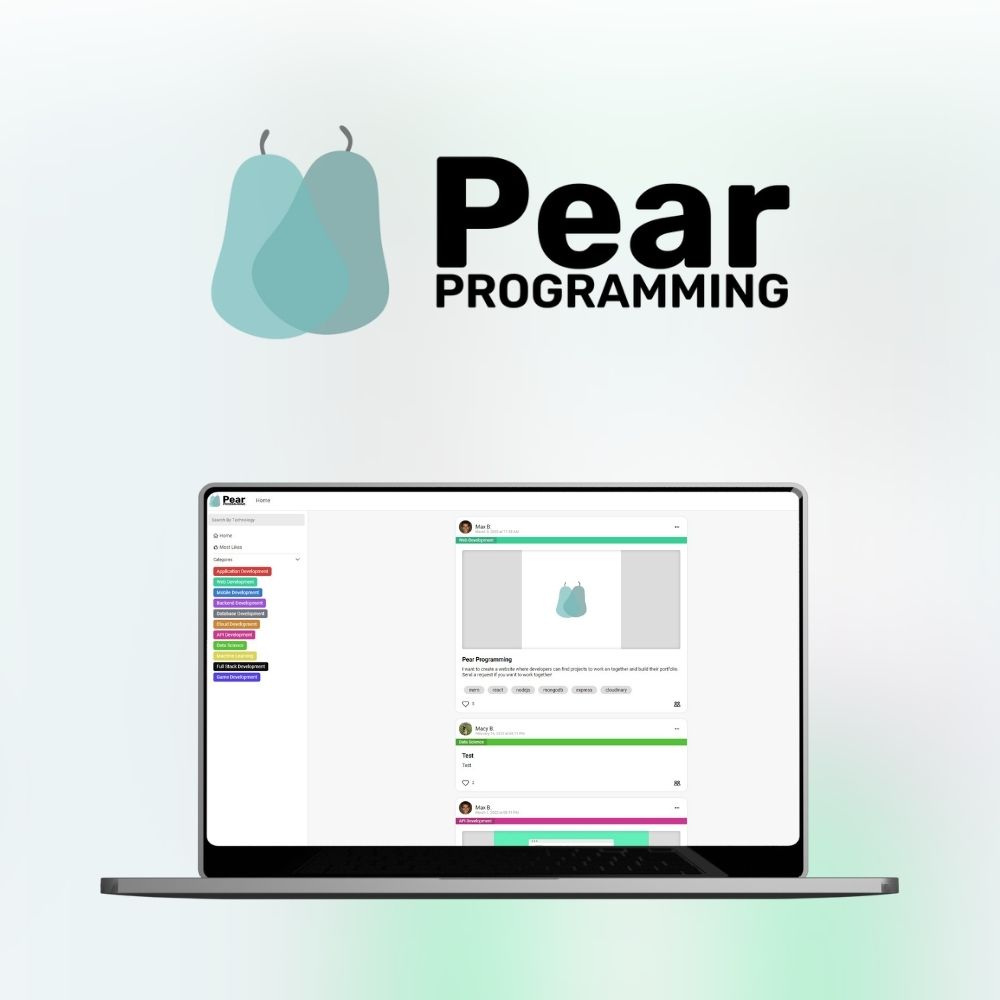 Pear
PROGRAMMING
Pear
PROGRAMMING
Home
Search By Technology
Home
Most Likes
Categories
Application Development
Web Development
Mobile Development
Backend Development
Database Development
Cloud Development
API Development
Data Science
Machine Learning
Full Stack Development
Game Development
Max B.
Web Development
Pear Programming
I want to create a website where developers can find projects to work on together and build their portfolio.
Send a request if you want to work together!
mern react nodejs mongodb express cloudinary
3
Macy B.
Data Science
Test
Test
2
Max B.
API Development